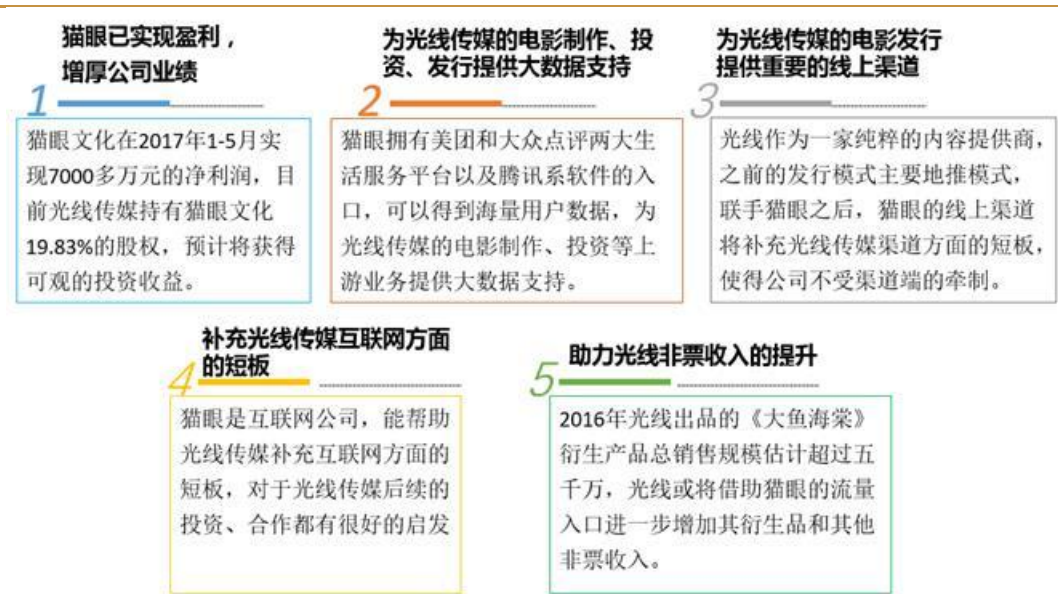 猫眼已实现盈利，
增厚公司业绩
1
猫眼文化在2017年1-5月实
现7000多万元的净利润，目
前光线传媒持有猫眼文化
19.83%的股权，预计将获得
可观的投资收益。
为光线传媒的电影制作、投
资、发行提供大数据支持
2
猫眼拥有美团和大众点评两大生
活服务平台以及腾讯系软件的入
口，可以得到海量用户数据，为
光线传媒的电影制作、投资等上
游业务提供大数据支持。
为光线传媒的电影发行
提供重要的线上渠道
3
光线作为一家纯粹的内容提供商，
之前的发行模式主要地推模式，
联手猫眼之后，猫眼的线上渠道
将补充光线传媒渠道方面的短板，
使得公司不受渠道端的牵制。
补充光线传媒互联网方面
的短板
4
猫眼是互联网公司，能帮助
光线传媒补充互联网方面的
短板，对于光线传媒后续的
投资、合作都有很好的启发
助力光线非票收入的提升
5
2016年光线出品的《大鱼海棠》
衍生产品总销售规模估计超过五
千万，光线或将借助猫眼的流量
入口进一步增加其衍生品和其他
非票收入。